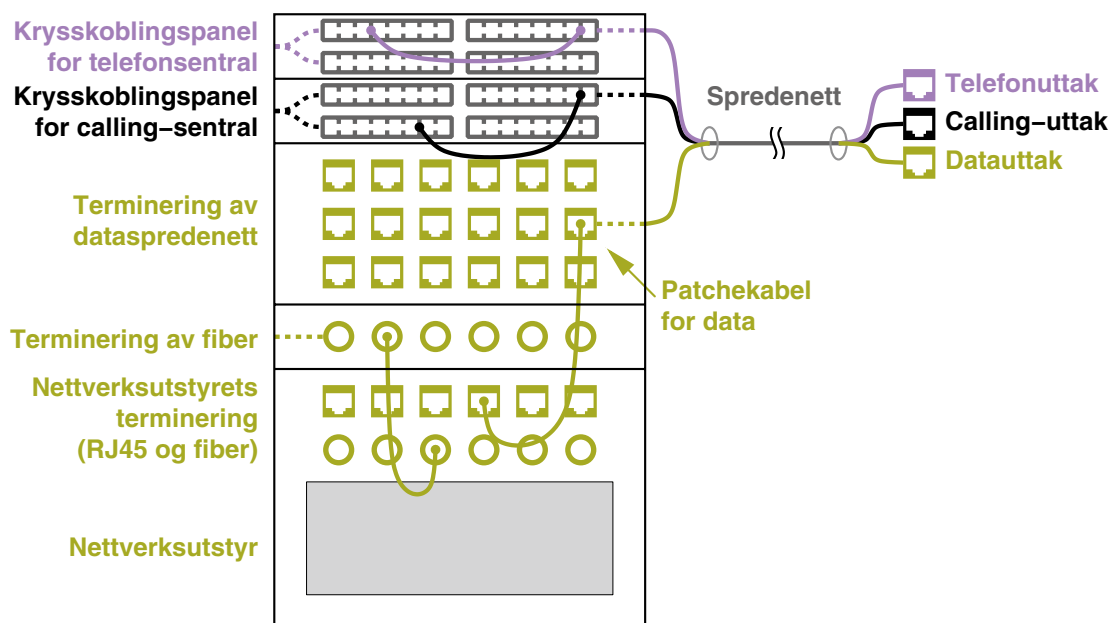 Krysskoblingspanel
for telefonsentral
Krysskoblingspanel
for calling−sentral
Spredenett
Telefonuttak
Calling−uttak
Datauttak
Terminering av
dataspredenett
Patchekabel
for data
Terminering av fiber
Nettverksutstyrets
terminering
(RJ45 og fiber)
Nettverksutstyr